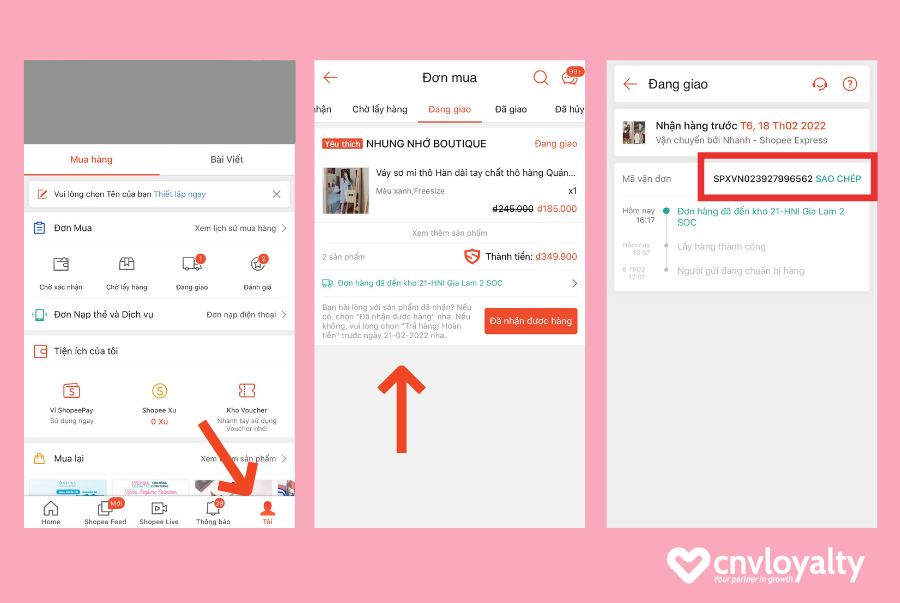 Mua hàng
Bài Viết
Vui lòng chọn Tên của bạn Thiết lập ngay
Đơn Mua
Xem lịch sử mua hàng
1
2
Chờ xác nhận
Chờ lấy hàng
Đang giao
Đánh giá
Đơn Nạp thẻ và Dịch vụ
Đơn nạp điện thoại
Tiện ích của tôi
Ví ShopeePay
Sử dụng ngay
Shopee Xu
0 Xu
Kho Voucher
Nhanh tay sử dụng
Voucher nhé!
Mua lại
Xem thêm sản phẩm
Mới
39
Home
Shopee Feed
Shopee Live
Thông báo
Tôi
Đơn mua
99+
nhận
Chờ lấy hàng
Đang giao
Đã giao
Đã hủy
Yêu thích NHUNG NHỚ BOUTIQUE
Đang giao
Váy sơ mi thô Hàn dài tay chất thô hàng Quản...
Màu xanh,Freesize
x1
₫245.000 ₫185.000
Xem thêm sản phẩm
2 sản phẩm
Thành tiền: ₫349.900
Đơn hàng đã đến kho 21-HNI Gia Lam 2 SOC
Bạn hài lòng với sản phẩm đã nhận? Nếu
có, chọn "Đã nhận được hàng" nha. Nếu
không, vui lòng chọn "Trả hàng/ Hoàn
tiền" trước ngày 21-02-2022 nha.
Đã nhận được hàng
Đang giao
Nhận hàng trước T6, 18 Th02 2022
Vận chuyển bởi Nhanh - Shopee Express
Mã vận đơn
SPXVN023927996562 SAO CHÉP
Hôm nay
16:17
Đơn hàng đã đến kho 21-HNI Gia Lam 2
SOC
Hôm nay
13:37
Lấy hàng thành công
8 Th02
17:01
Người gửi đang chuẩn bị hàng
cnvloyalty
Your partner in growth